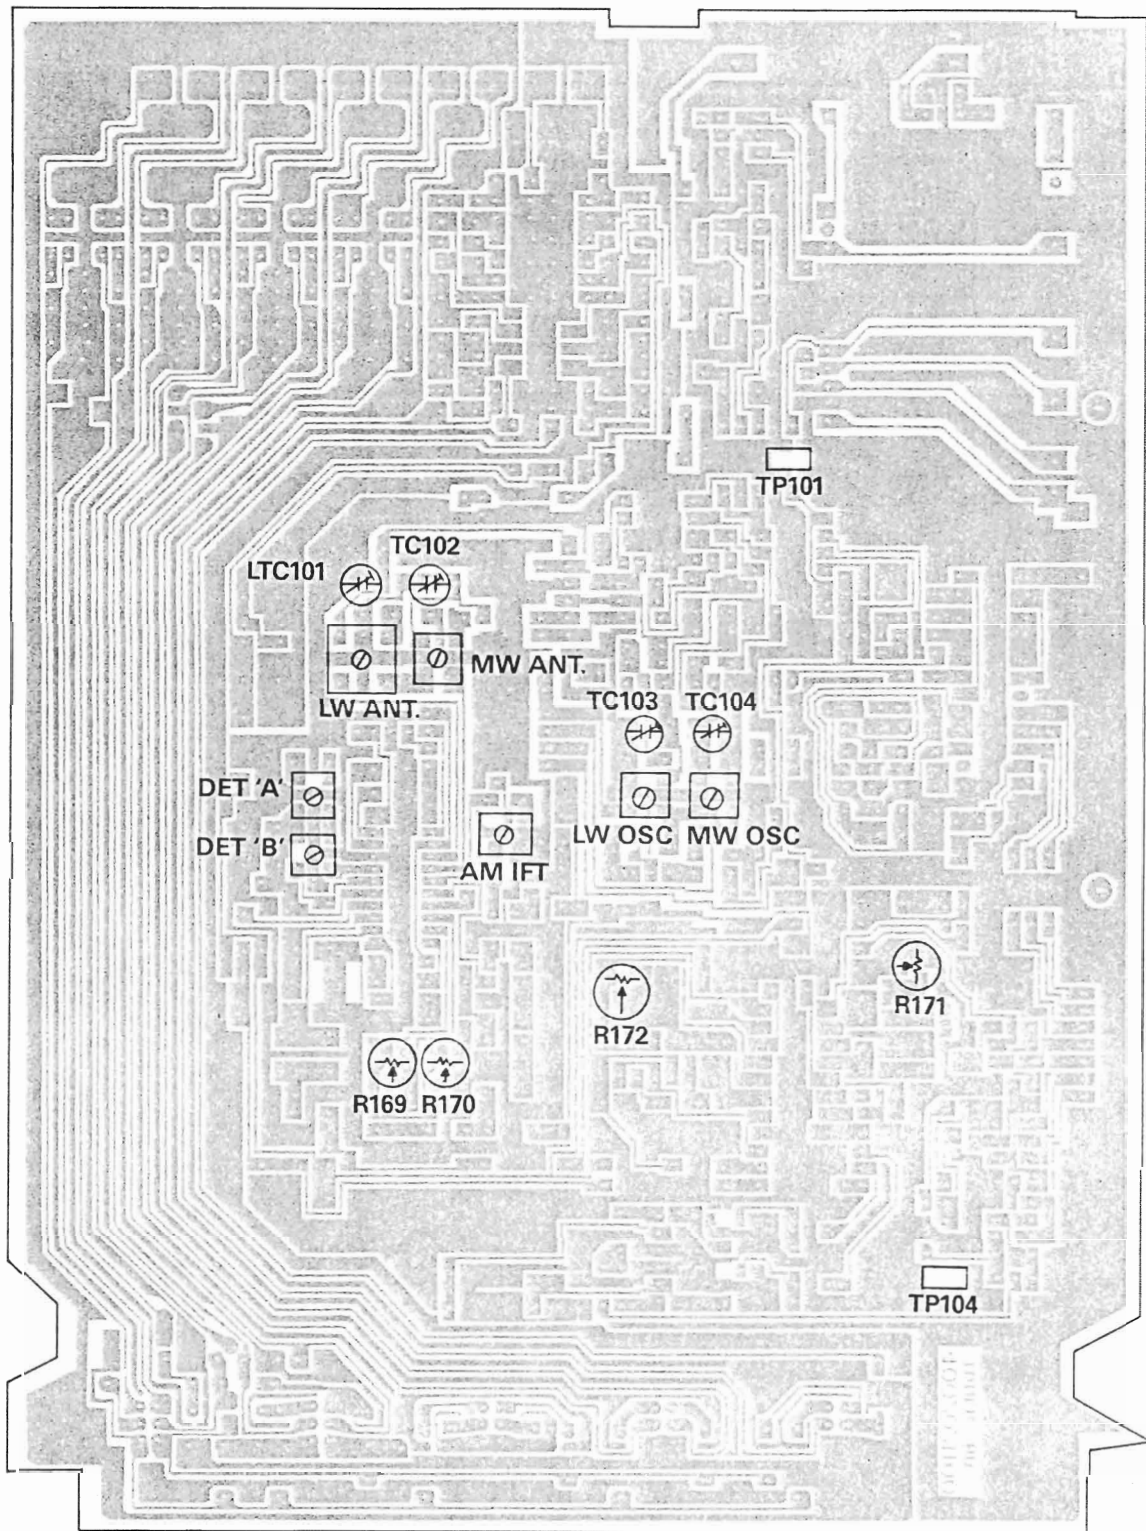 TP101
TC102
LTC101
MW ANT.
LW ANT.
TC103 TC104
DET 'A'
LW OSC MW OSC
DET 'B'
AM IFT
R171
R172
R169 R170
TP104